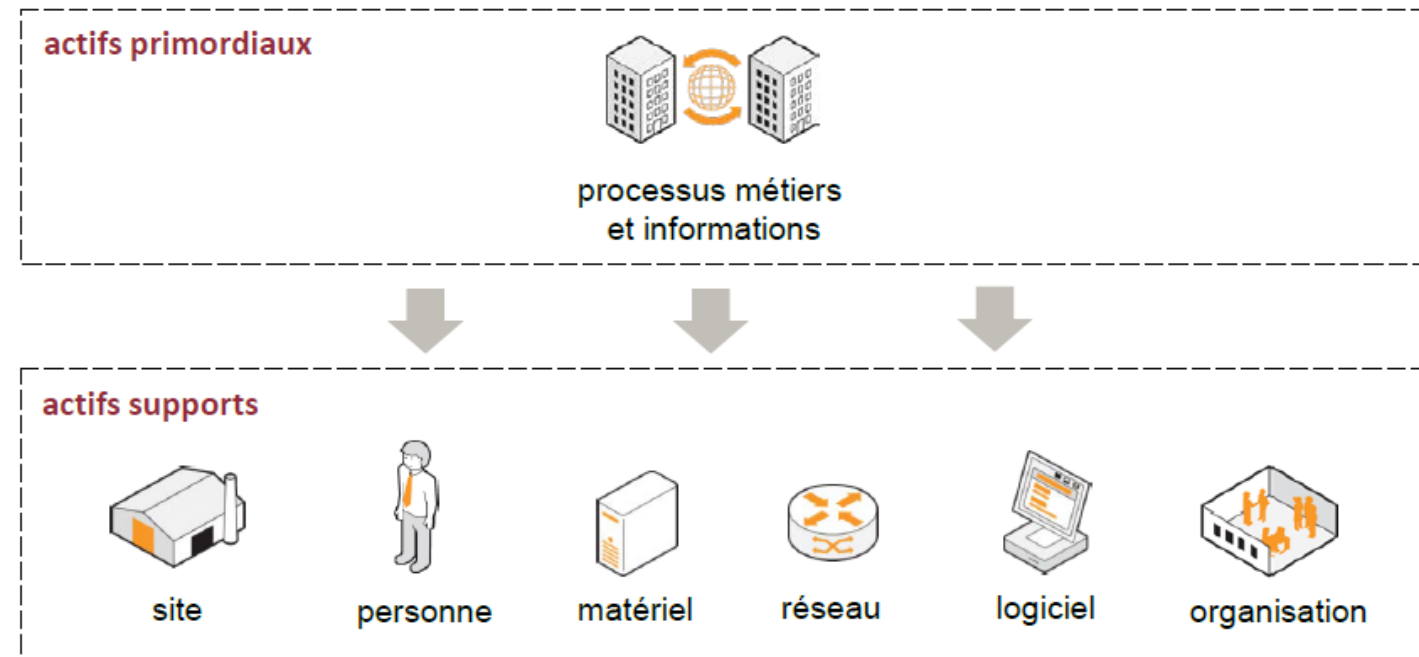 actifs primordiaux
processus métiers
et informations
actifs supports
site
personne
matériel
réseau
logiciel
organisation